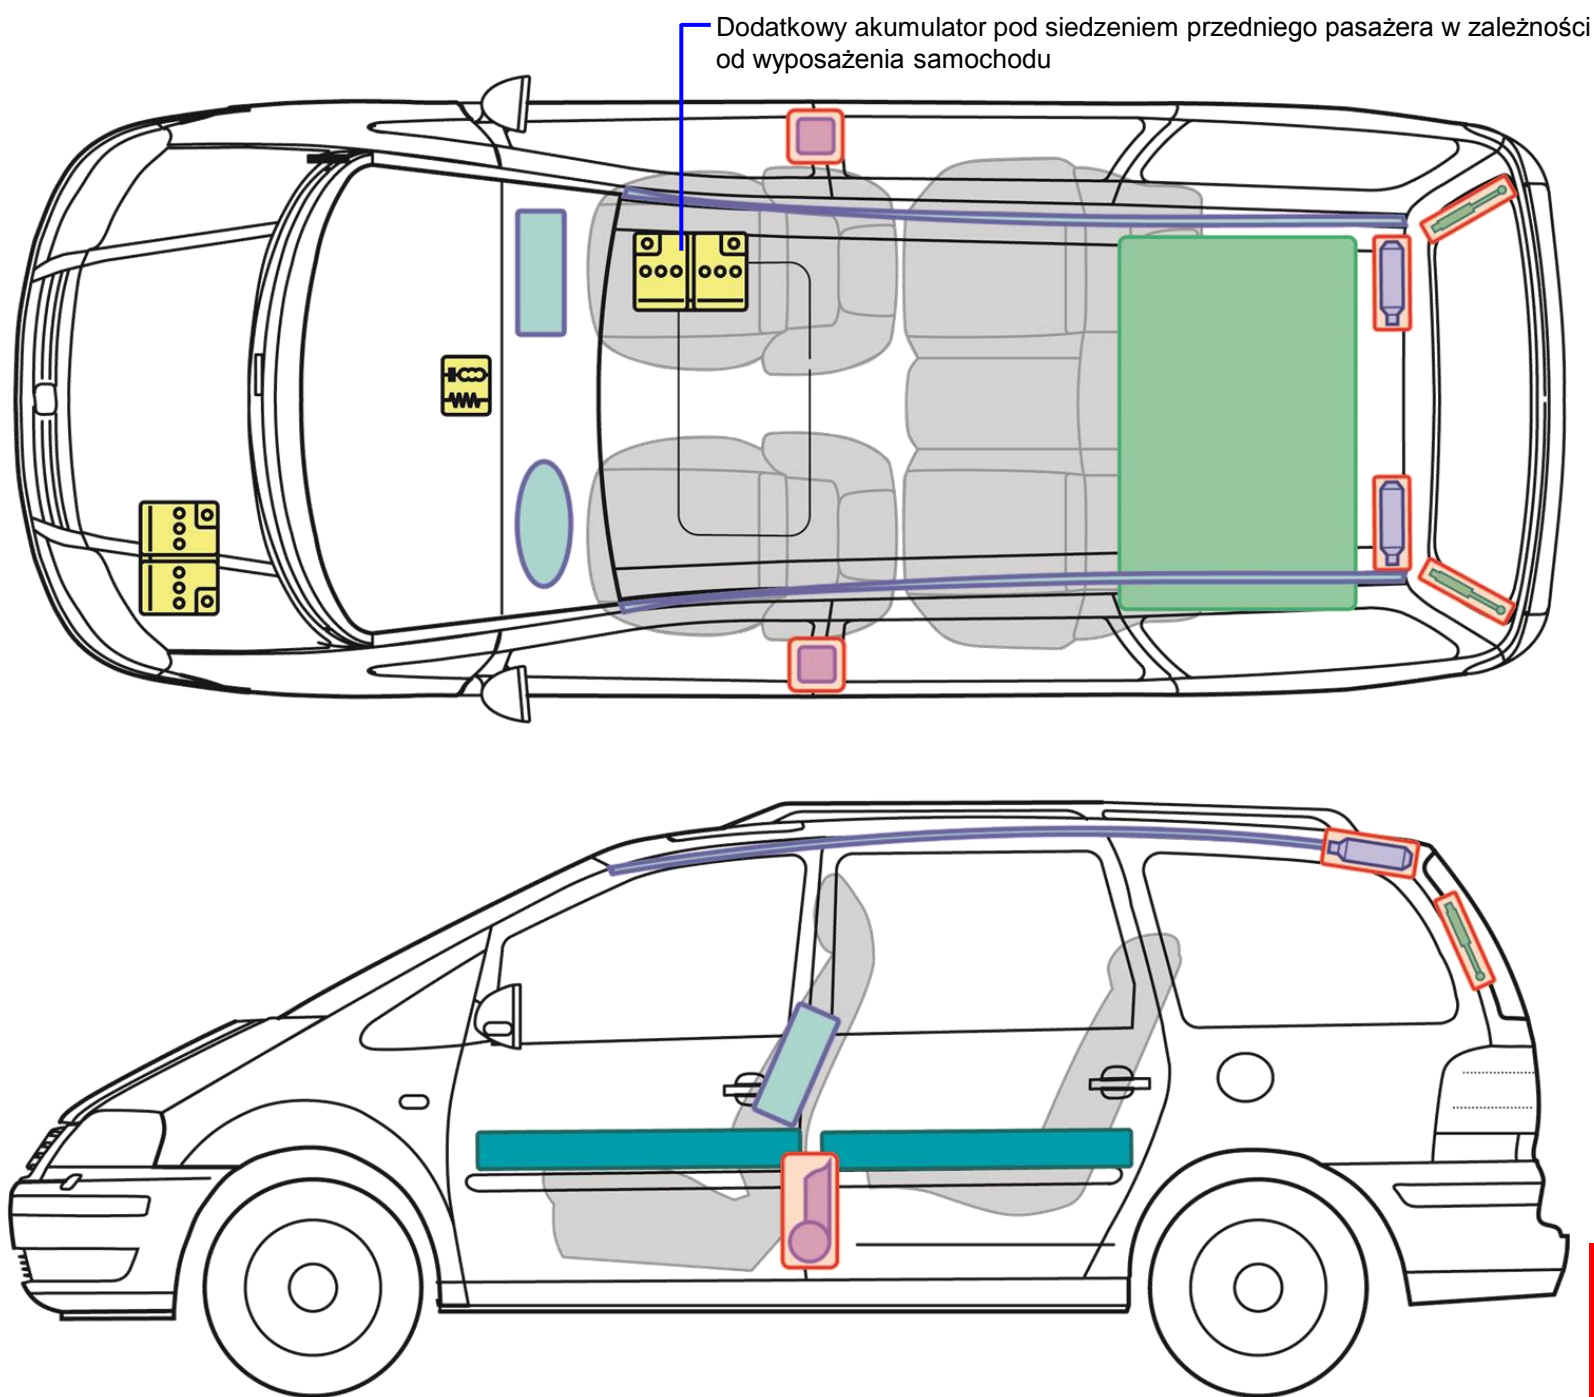 Dodatkowy akumulator pod siedzeniem przedniego pasażera w zależności
od wyposażenia samochodu